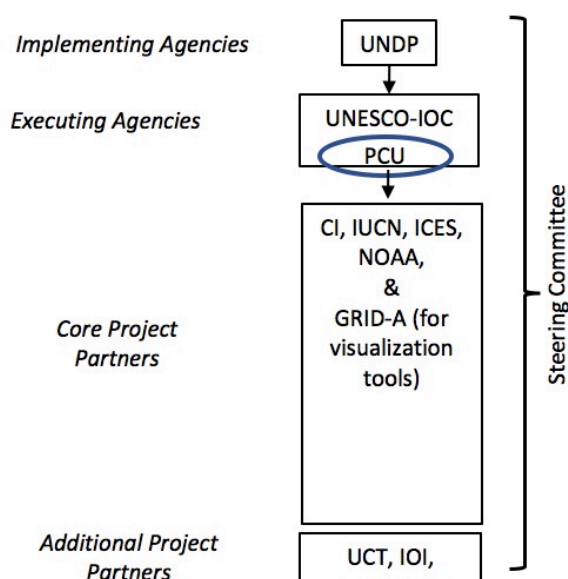 Implementing Agencies
UNDP
Executing Agencies
UNESCO-IOC
PCU
CI, IUCN, ICES,
NOAA,
&
GRID-A (for
visualization
tools)
Core Project
Partners
Steering Committee
Additional Project
Partners
UCT, IOI,